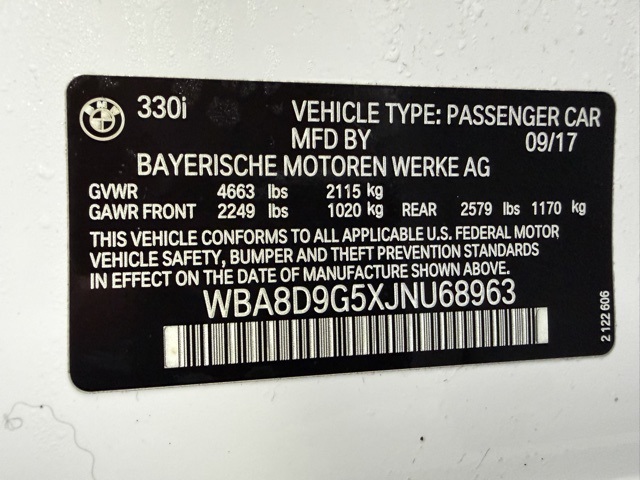 BMW 330i VEHICLE TYPE: PASSENGER CAR
MFD BY 09/17
BAYERISCHE MOTOREN WERKE AG
GVWR 4663 lbs 2115 kg
GAWR FRONT 2249 lbs 1020 kg REAR 2579 lbs 1170 kg
THIS VEHICLE CONFORMS TO ALL APPLICABLE U.S. FEDERAL MOTOR
VEHICLE SAFETY, BUMPER AND THEFT PREVENTION STANDARDS
IN EFFECT ON THE DATE OF MANUFACTURE SHOWN ABOVE.
WBA8D9G5XJNU68963
2 122 606